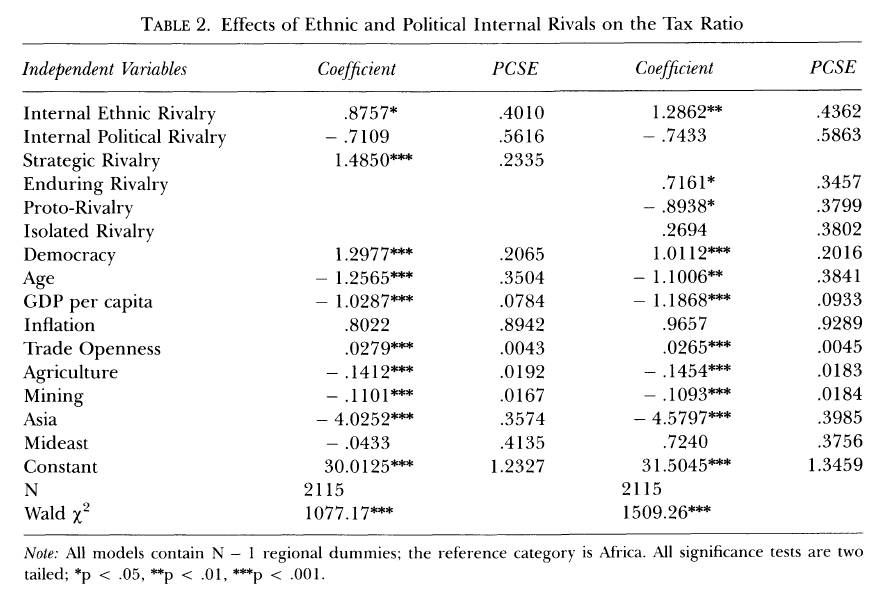 TABLE 2. Effects of Ethnic and Political Internal Rivals on the Tax Ratio
Independent Variables Coefficient PCSE Coefficient PCSE
Internal Ethnic Rivalry .8757* .4010 1.2862** .4362
Internal Political Rivalry − .7109 .5616 − .7433 .5863
Strategic Rivalry 1.4850*** .2335
Enduring Rivalry .7161* .3457
Proto-Rivalry − .8938* .3799
Isolated Rivalry .2694 .3802
Democracy 1.2977*** .2065 1.0112*** .2016
Age − 1.2565*** .3504 − 1.1006** .3841
GDP per capita − 1.0287*** .0784 − 1.1868*** .0933
Inflation .8022 .8942 .9657 .9289
Trade Openness .0279*** .0043 .0265*** .0045
Agriculture − .1412*** .0192 − .1454*** .0183
Mining − .1101*** .0167 − .1093*** .0184
Asia − 4.0252*** .3574 − 4.5797*** .3985
Mideast − .0433 .4135 .7240 .3756
Constant 30.0125*** 1.2327 31.5045*** 1.3459
N 2115 2115
Wald χ² 1077.17*** 1509.26***
Note: All models contain N − 1 regional dummies; the reference category is Africa. All significance tests are two
tailed; *p < .05, **p < .01, ***p < .001.